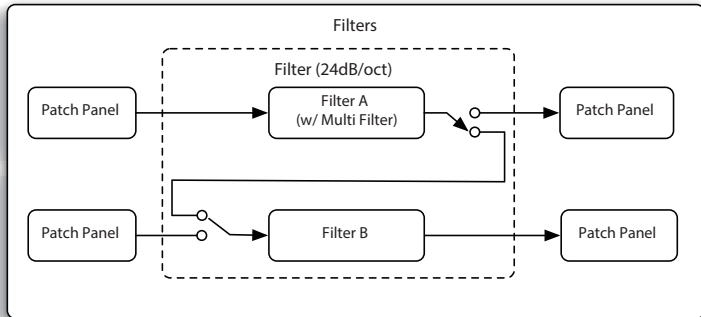 Filters
Filter (24dB/oct)
Patch Panel
Filter A
(w/ Multi Filter)
Patch Panel
Patch Panel
Filter B
Patch Panel